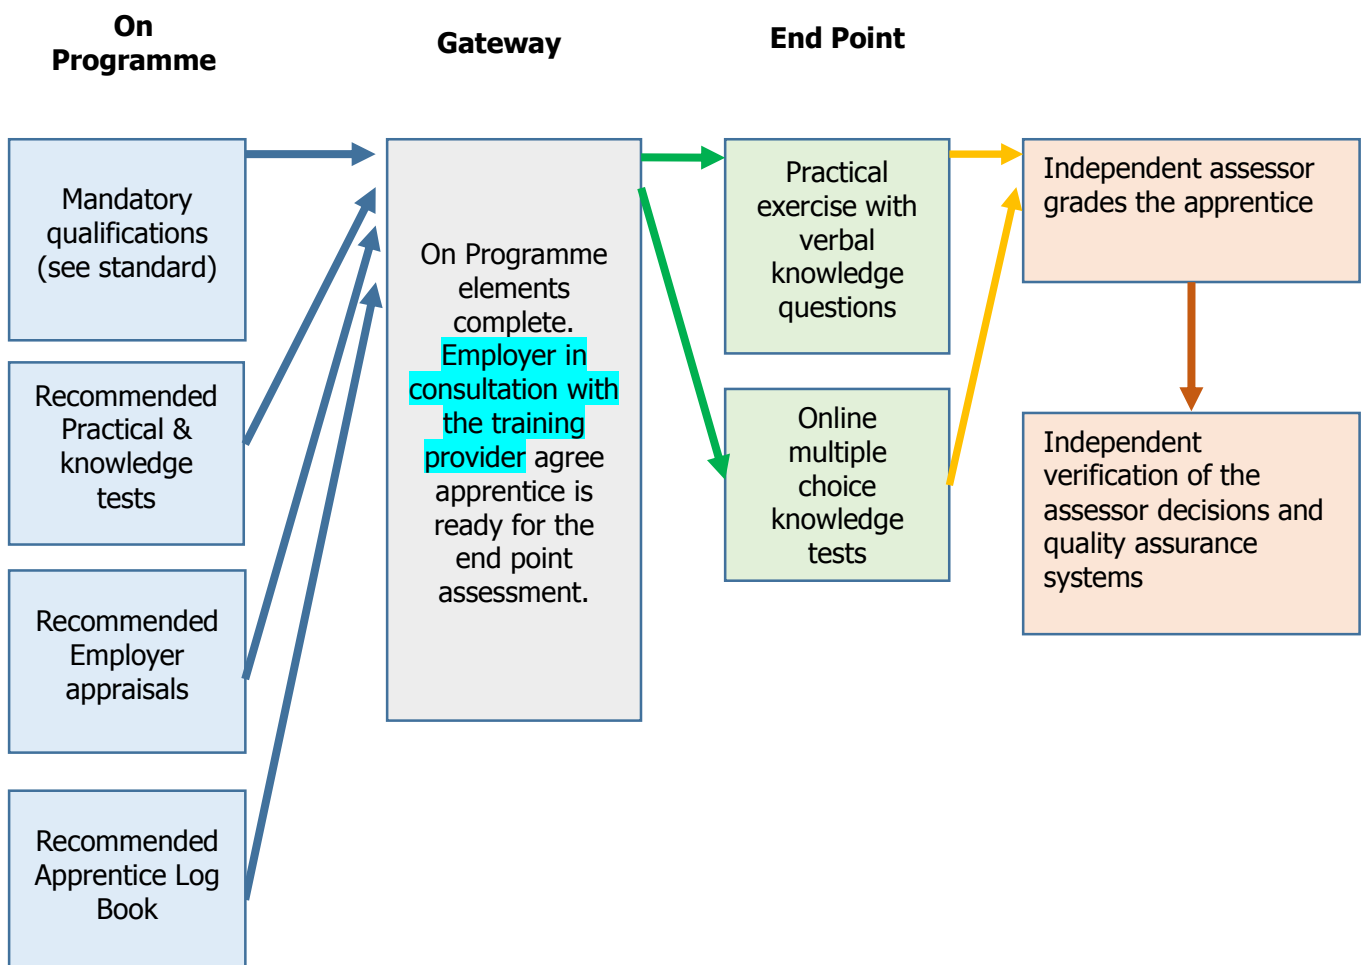 On
Programme
Gateway
End Point
Mandatory
qualifications
(see standard)
Recommended
Practical &
knowledge
tests
Recommended
Employer
appraisals
Recommended
Apprentice Log
Book
On Programme
elements
complete.
Employer in
consultation with
the training
provider agree
apprentice is
ready for the
end point
assessment.
Practical
exercise with
verbal
knowledge
questions
Online
multiple
choice
knowledge
tests
Independent assessor
grades the apprentice
Independent
verification of the
assessor decisions and
quality assurance
systems